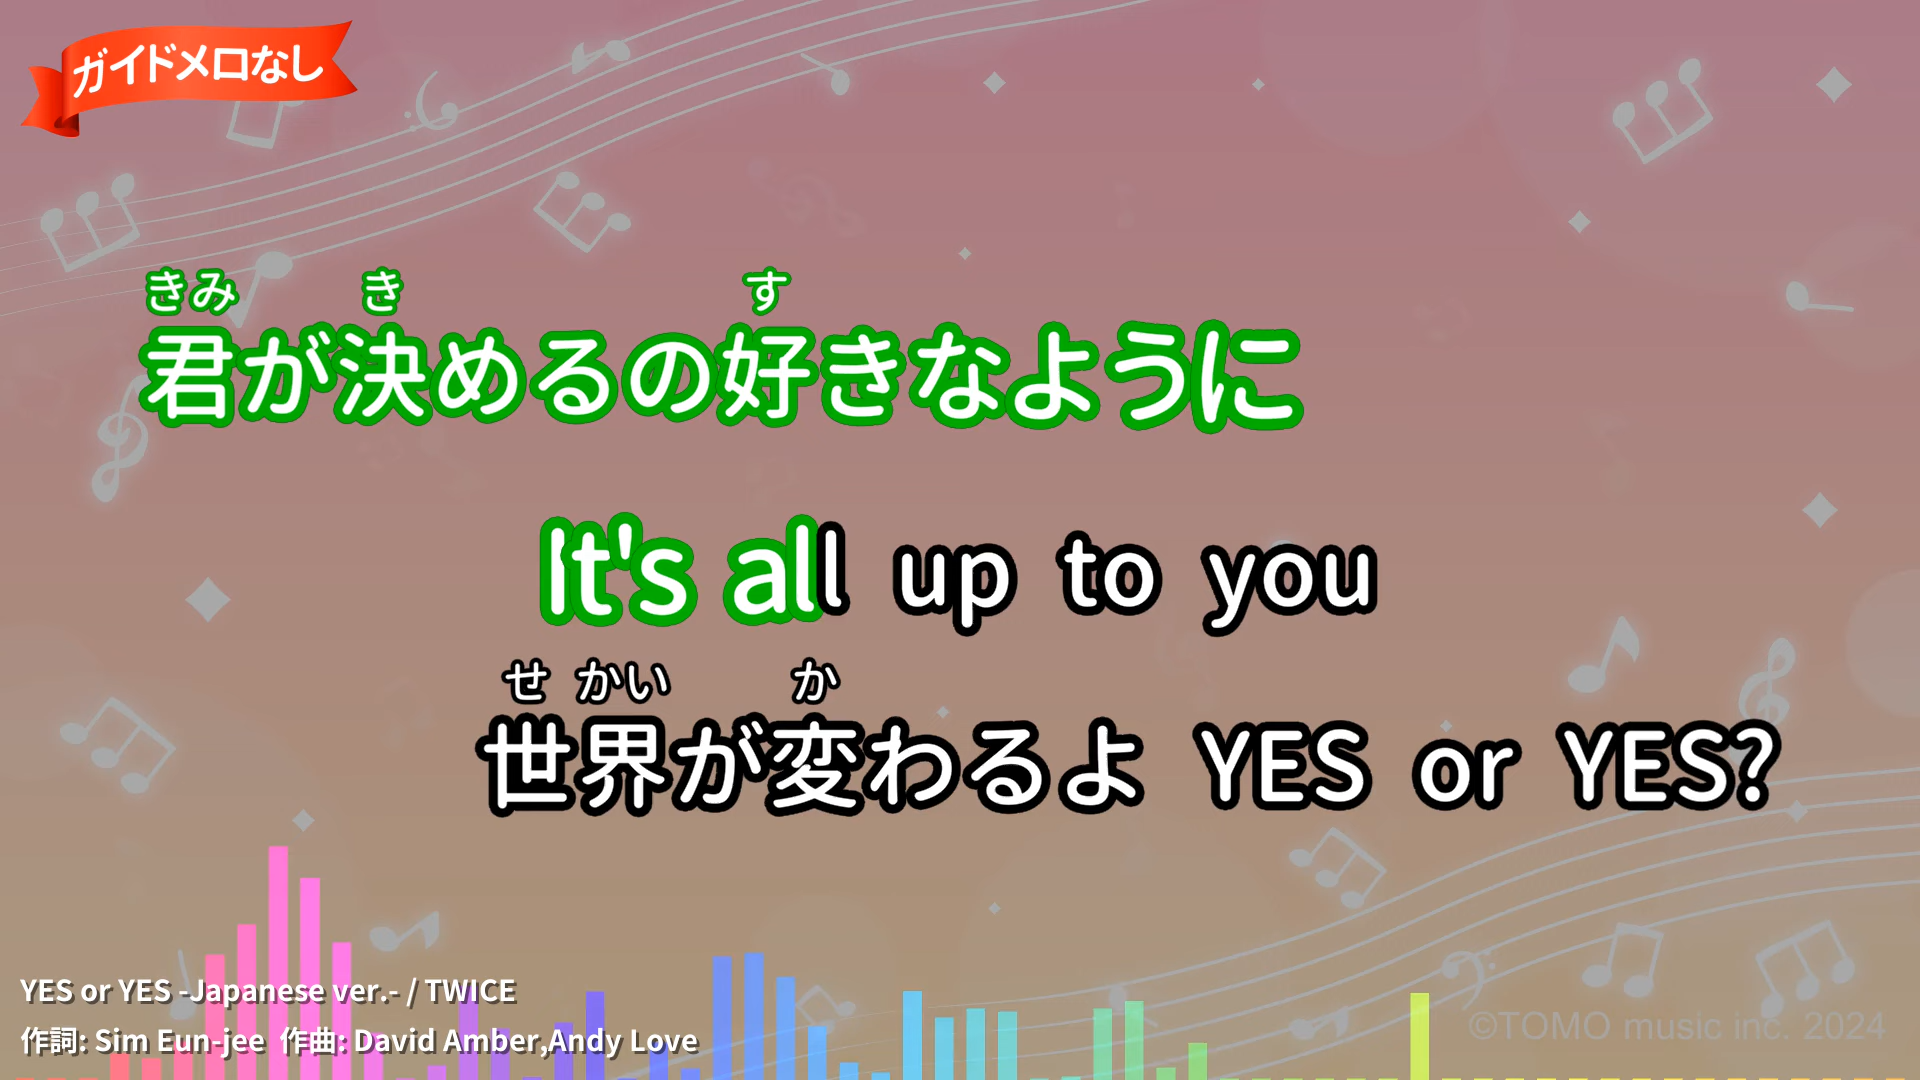 ガイドメロなし
きみ き す
君が決めるの好きなように
It's all up to you
せ かい か
世界が変わるよ YES or YES?
YES or YES -Japanese ver.- / TWICE
作詞: Sim Eun-jee 作曲: David Amber,Andy Love
©TOMO music inc. 2024